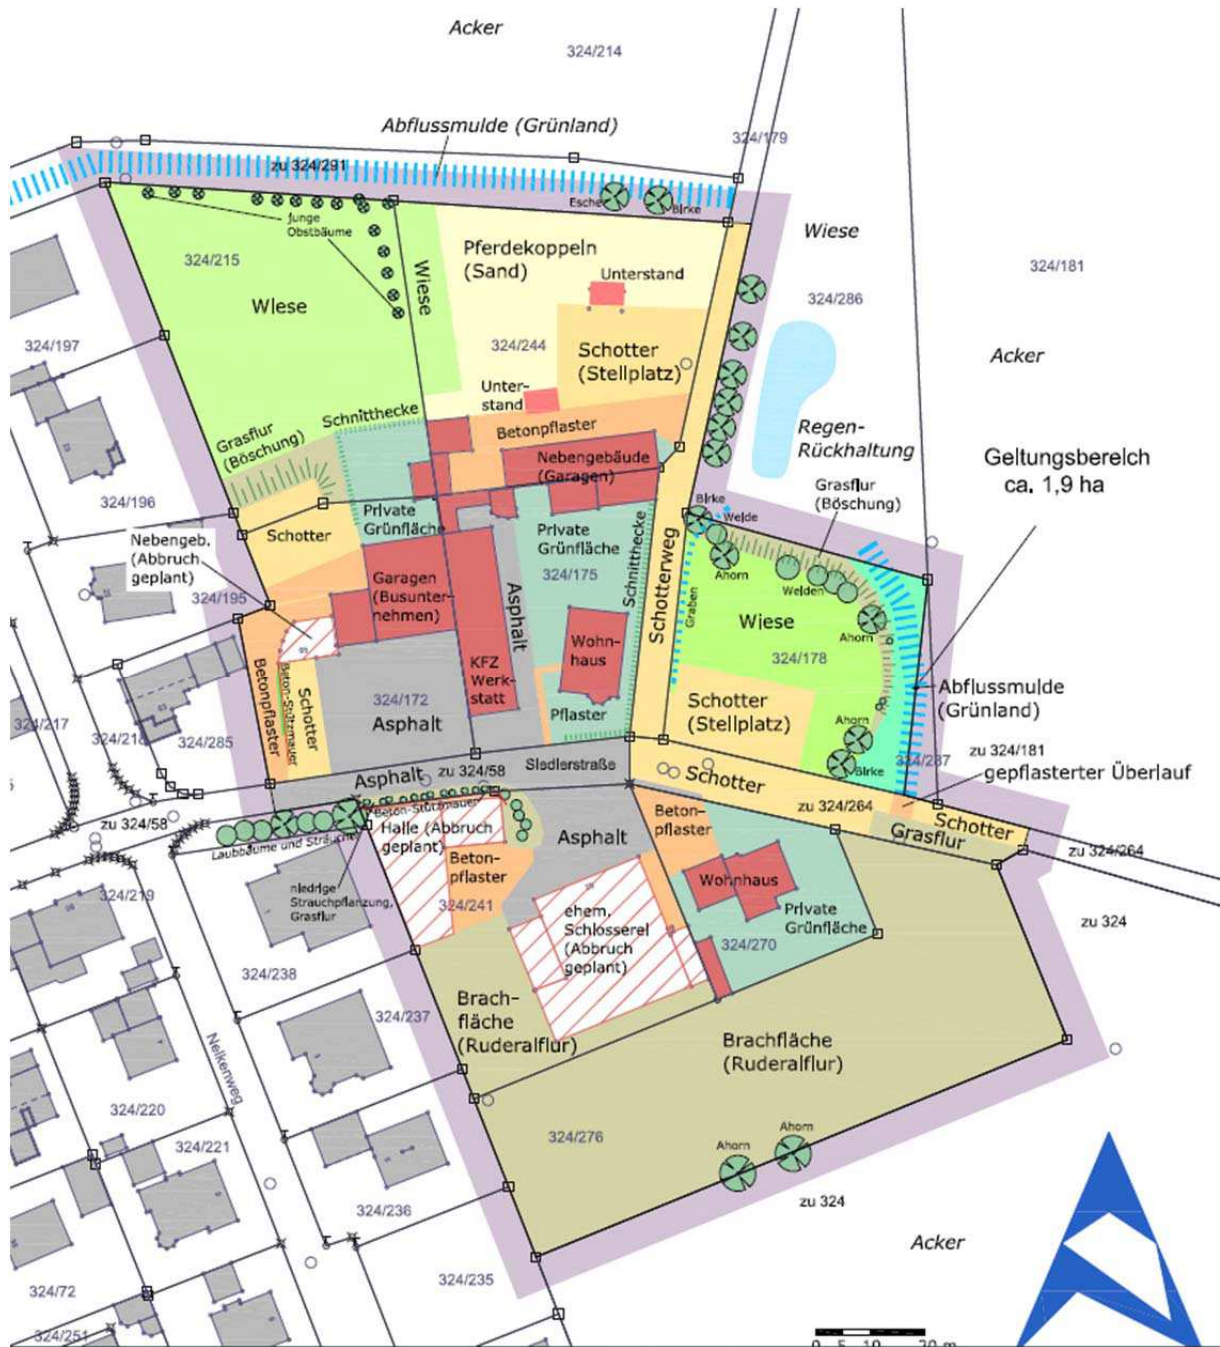 Acker
324/214
324/179
Abflussmulde (Grünland)
zu 324/291
Esche
Birke
Junge
Obstbäume
324/215
Wiese
Wiese
Pferdekoppeln
(Sand)
Unterstand
Wiese
324/286
324/181
324/197
324/244
Schotter
(Stellplatz)
Acker
Unter-
stand
Schnitthecke
Grasflur
(Böschung)
Betonpflaster
Nebengebäude
(Garagen)
Regen-
Rückhaltung
Geltungsbereich
ca. 1,9 ha
Grasflur
(Böschung)
324/196
Private
Grünfläche
Schotter
Nebengeb.
(Abbruch
geplant)
Private
Grünfläche
324/175
Schnitthecke
Schotterweg
Birke
Weide
Ahorn
Weiden
Graben
Wiese
Ahorn
324/178
324/195
Garagen
(Busunter-
nehmen)
Asphalt
Wohn-
haus
KFZ
Werk-
statt
Betonpflaster
Beton-Stützmauer
Schotter
324/172
Asphalt
Pflaster
Schotter
(Stellplatz)
Abflussmulde
(Grünland)
324/217
324/218
324/285
Ahorn
Birke
324/287
zu 324/181
gepflasterter Überlauf
Asphalt
zu 324/58
Siedlerstraße
Schotter
zu 324/264
Schotter
Grasflur
zu 324/264
zu 324/58
Beton-Stützmauer
Laubbäume und Sträucher
Halle (Abbruch
geplant)
Asphalt
Beton-
pflaster
Beton-
pflaster
niedrige
Strauchpflanzung,
Grasflur
324/219
324/241
Wohnhaus
Private
Grünfläche
324/270
ehem.
Schlosserei
(Abbruch
geplant)
zu 324
324/238
324/237
Brach-
fläche
(Ruderalflur)
Brachfläche
(Ruderalflur)
Nelkenweg
324/220
324/221
324/276
Ahorn
Ahorn
zu 324
324/236
Acker
324/72
324/235
324/251
0 5 10 20 m